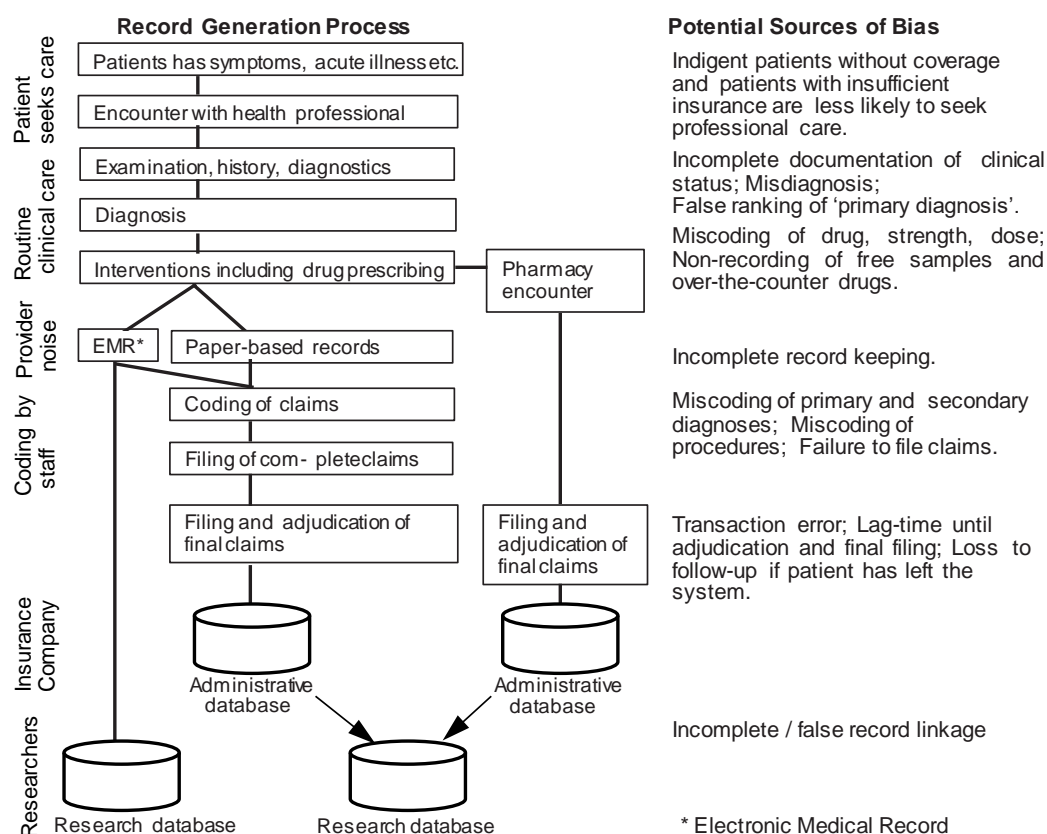 Record Generation Process
Potential Sources of Bias
Patient
seeks care
Patients has symptoms, acute illness etc.
Encounter with health professional
Indigent patients without coverage
and patients with insufficient
insurance are less likely to seek
professional care.
Routine
clinical care
Examination, history, diagnostics
Diagnosis
Interventions including drug prescribing
Pharmacy
encounter
Incomplete documentation of clinical
status; Misdiagnosis;
False ranking of ‘primary diagnosis’.
Miscoding of drug, strength, dose;
Non-recording of free samples and
over-the-counter drugs.
Provider
noise
EMR*
Paper-based records
Incomplete record keeping.
Coding by
staff
Coding of claims
Filing of com- pleteclaims
Miscoding of primary and secondary
diagnoses; Miscoding of
procedures; Failure to file claims.
Insurance
Company
Filing and adjudication of
final claims
Filing and
adjudication of
final claims
Transaction error; Lag-time until
adjudication and final filing; Loss to
follow-up if patient has left the
system.
Administrative
database
Administrative
database
Researchers
Incomplete / false record linkage
Research database
Research database
* Electronic Medical Record